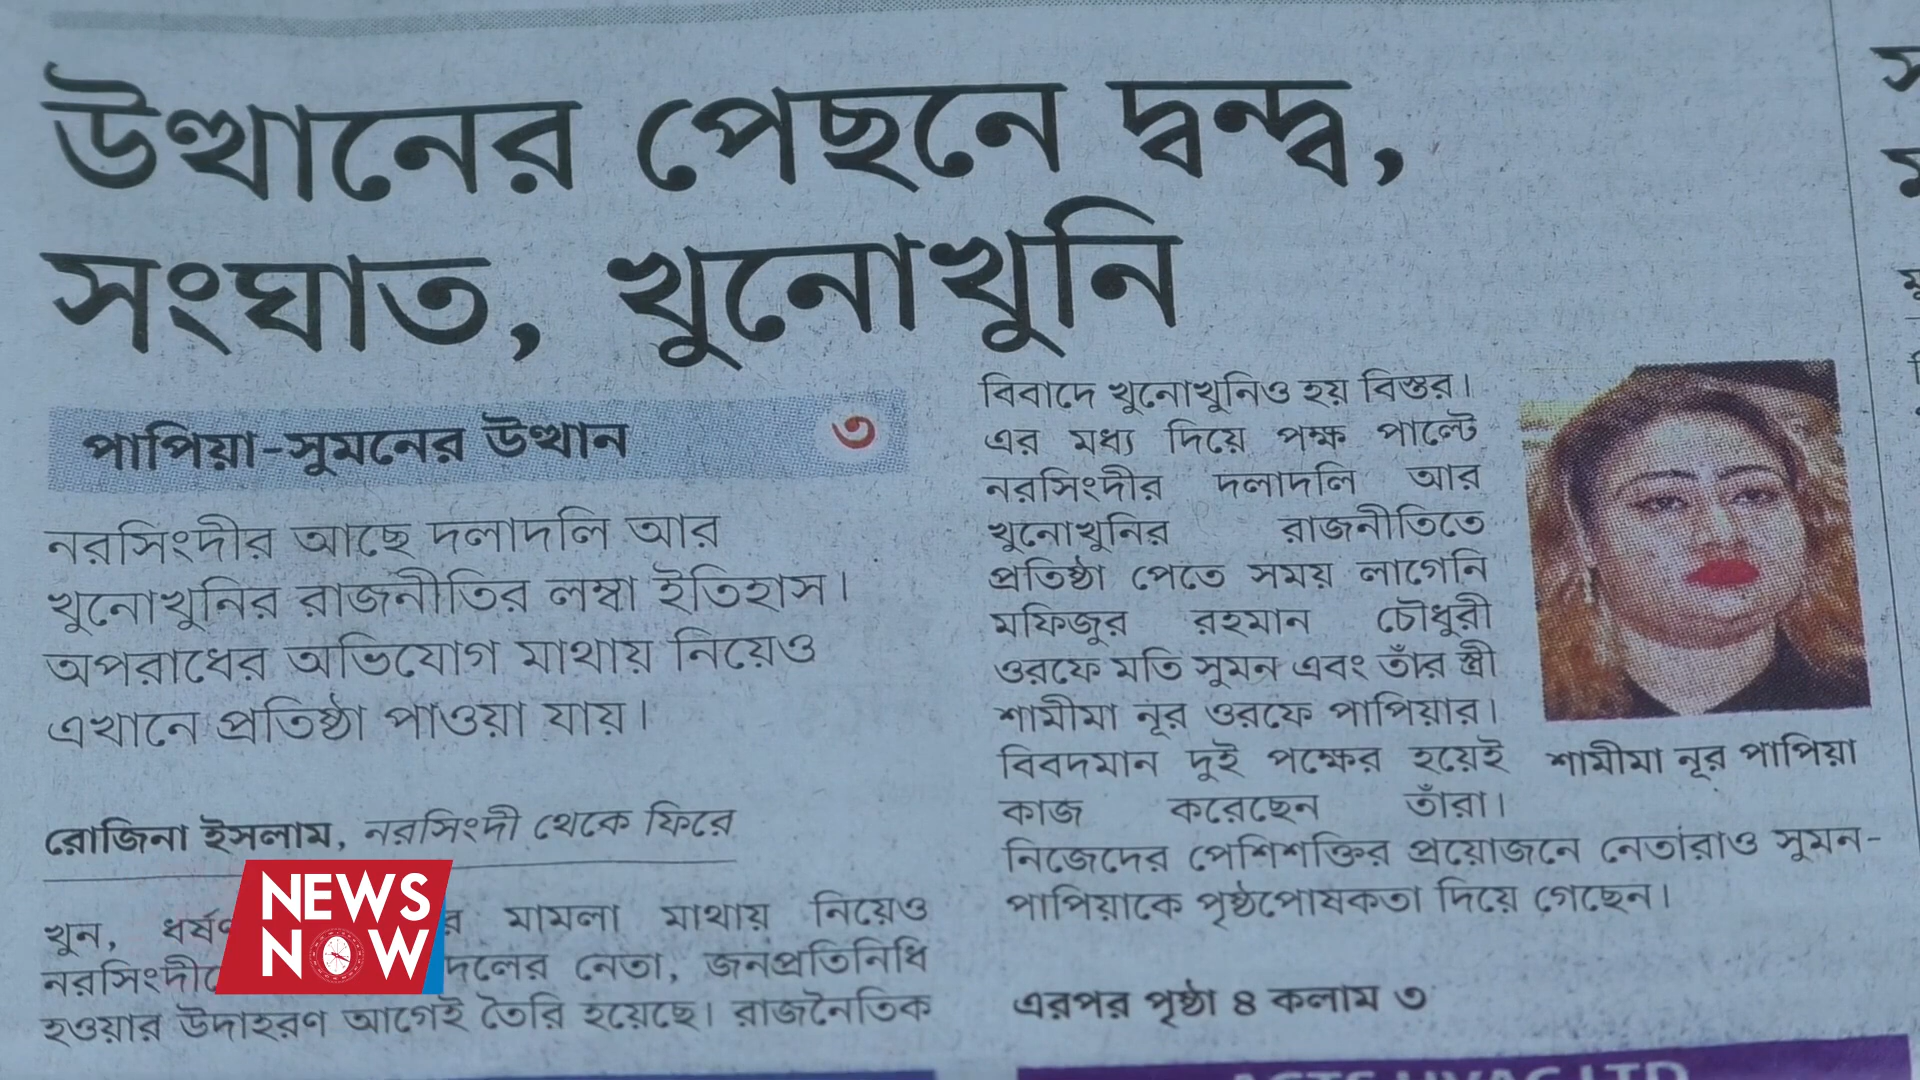 উত্থানের পেছনে দ্বন্দ্ব,
সংঘাত, খুনোখুনি
পাপিয়া-সুমনের উত্থান ৩
নরসিংদীর আছে দলাদলি আর
খুনোখুনির রাজনীতির লম্বা ইতিহাস।
অপরাধের অভিযোগ মাথায় নিয়েও
এখানে প্রতিষ্ঠা পাওয়া যায়।
রোজিনা ইসলাম, নরসিংদী থেকে ফিরে
খুন, মামলা মাথায় নিয়েও
দলের নেতা, জনপ্রতিনিধি
হওয়ার উদাহরণ আগেই তৈরি হয়েছে। রাজনৈতিক
বিবাদে খুনোখুনিও হয় বিস্তর।
এর মধ্য দিয়ে পক্ষ পাল্টে
নরসিংদীর দলাদলি আর
খুনোখুনির রাজনীতিতে
প্রতিষ্ঠা পেতে সময় লাগেনি
মফিজুর রহমান চৌধুরী
ওরফে মতি সুমন এবং তাঁর স্ত্রী
শামীমা নূর ওরফে পাপিয়ার।
বিবদমান দুই পক্ষের হয়েই
কাজ করেছেন তাঁরা।
নিজেদের পেশিশক্তির প্রয়োজনে নেতারাও সুমন-
পাপিয়াকে পৃষ্ঠপোষকতা দিয়ে গেছেন।
এরপর পৃষ্ঠা ৪ কলাম ৩
শামীমা নূর পাপিয়া
NEWS
NOW